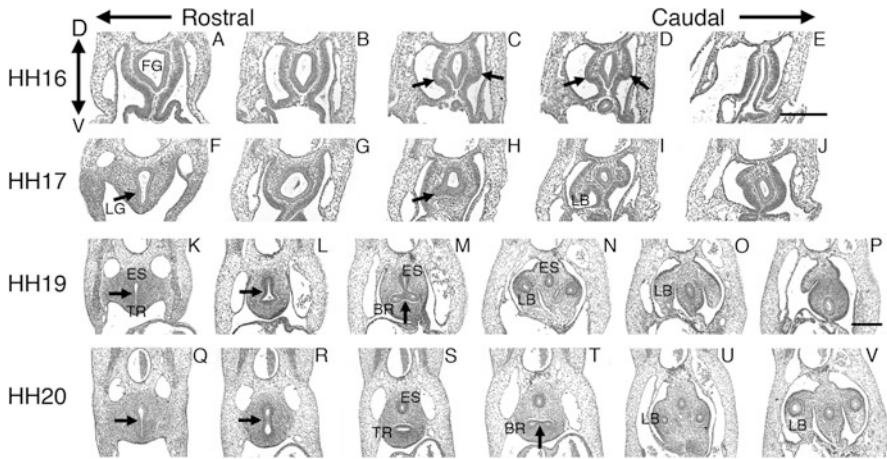 Rostral Caudal
D A B C D E
FG
HH16
V
F G H I J
HH17
LG LB
K L M N O P
ES ES ES
HH19
LB LB
TR BR
Q R S T U V
ES
HH20
TR BR LB LB